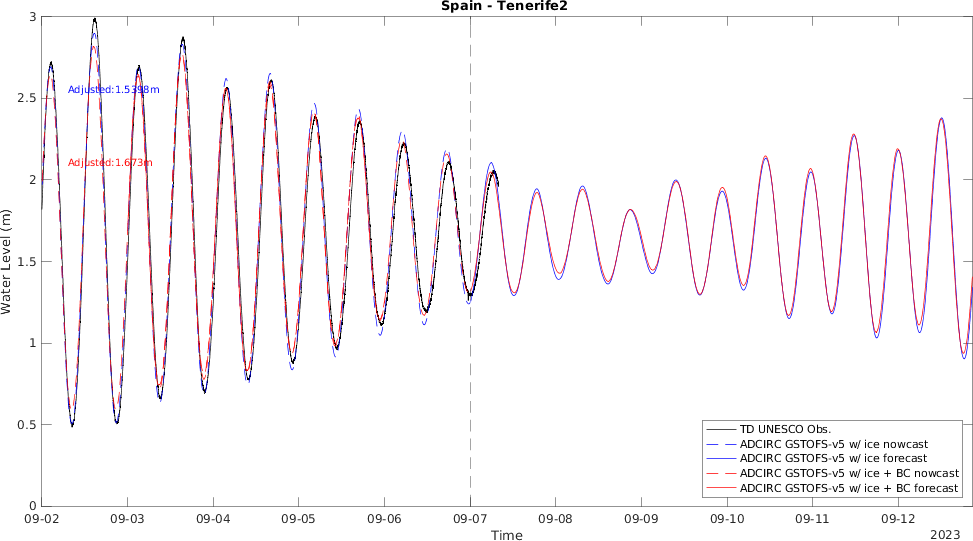 Spain - Tenerife2
3
2.5
2
1.5
1
0.5
0
Water Level (m)
Adjusted:1.5398m
Adjusted:1.673m
TD UNESCO Obs.
ADCIRC GSTOFS-v5 w/ ice nowcast
ADCIRC GSTOFS-v5 w/ ice forecast
ADCIRC GSTOFS-v5 w/ ice + BC nowcast
ADCIRC GSTOFS-v5 w/ ice + BC forecast
09-02 09-03 09-04 09-05 09-06 09-07 09-08 09-09 09-10 09-11 09-12
Time
2023